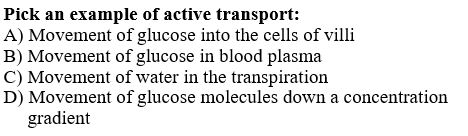 Pick an example of active transport:
A) Movement of glucose into the cells of villi
B) Movement of glucose in blood plasma
C) Movement of water in the transpiration
D) Movement of glucose molecules down a concentration
gradient